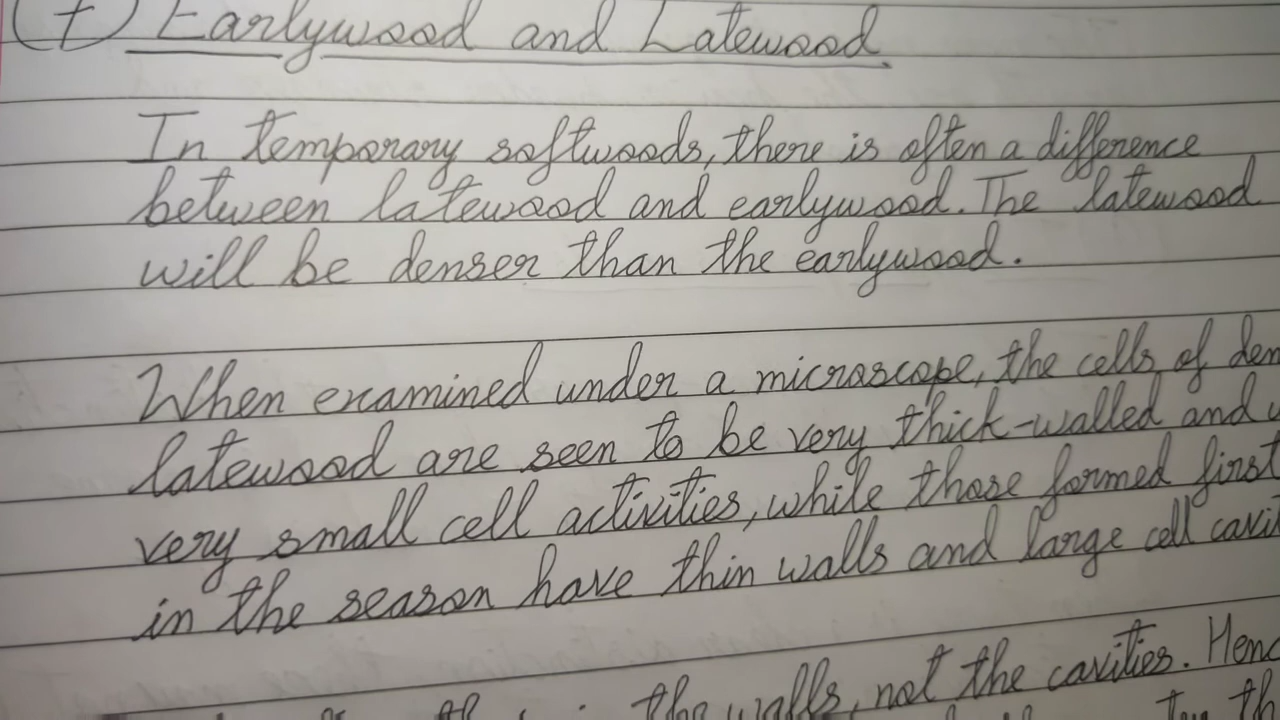 (f) Earlywood and Latewood.
In temporary softwoods, there is often a difference
between latewood and earlywood. The latewood
will be denser than the earlywood.
When examined under a microscope, the cells of den
latewood are seen to be very thick-walled and
very small cell activities, while those formed first
in the season have thin walls and large cell cavi
the walls, not the cavities. Henc